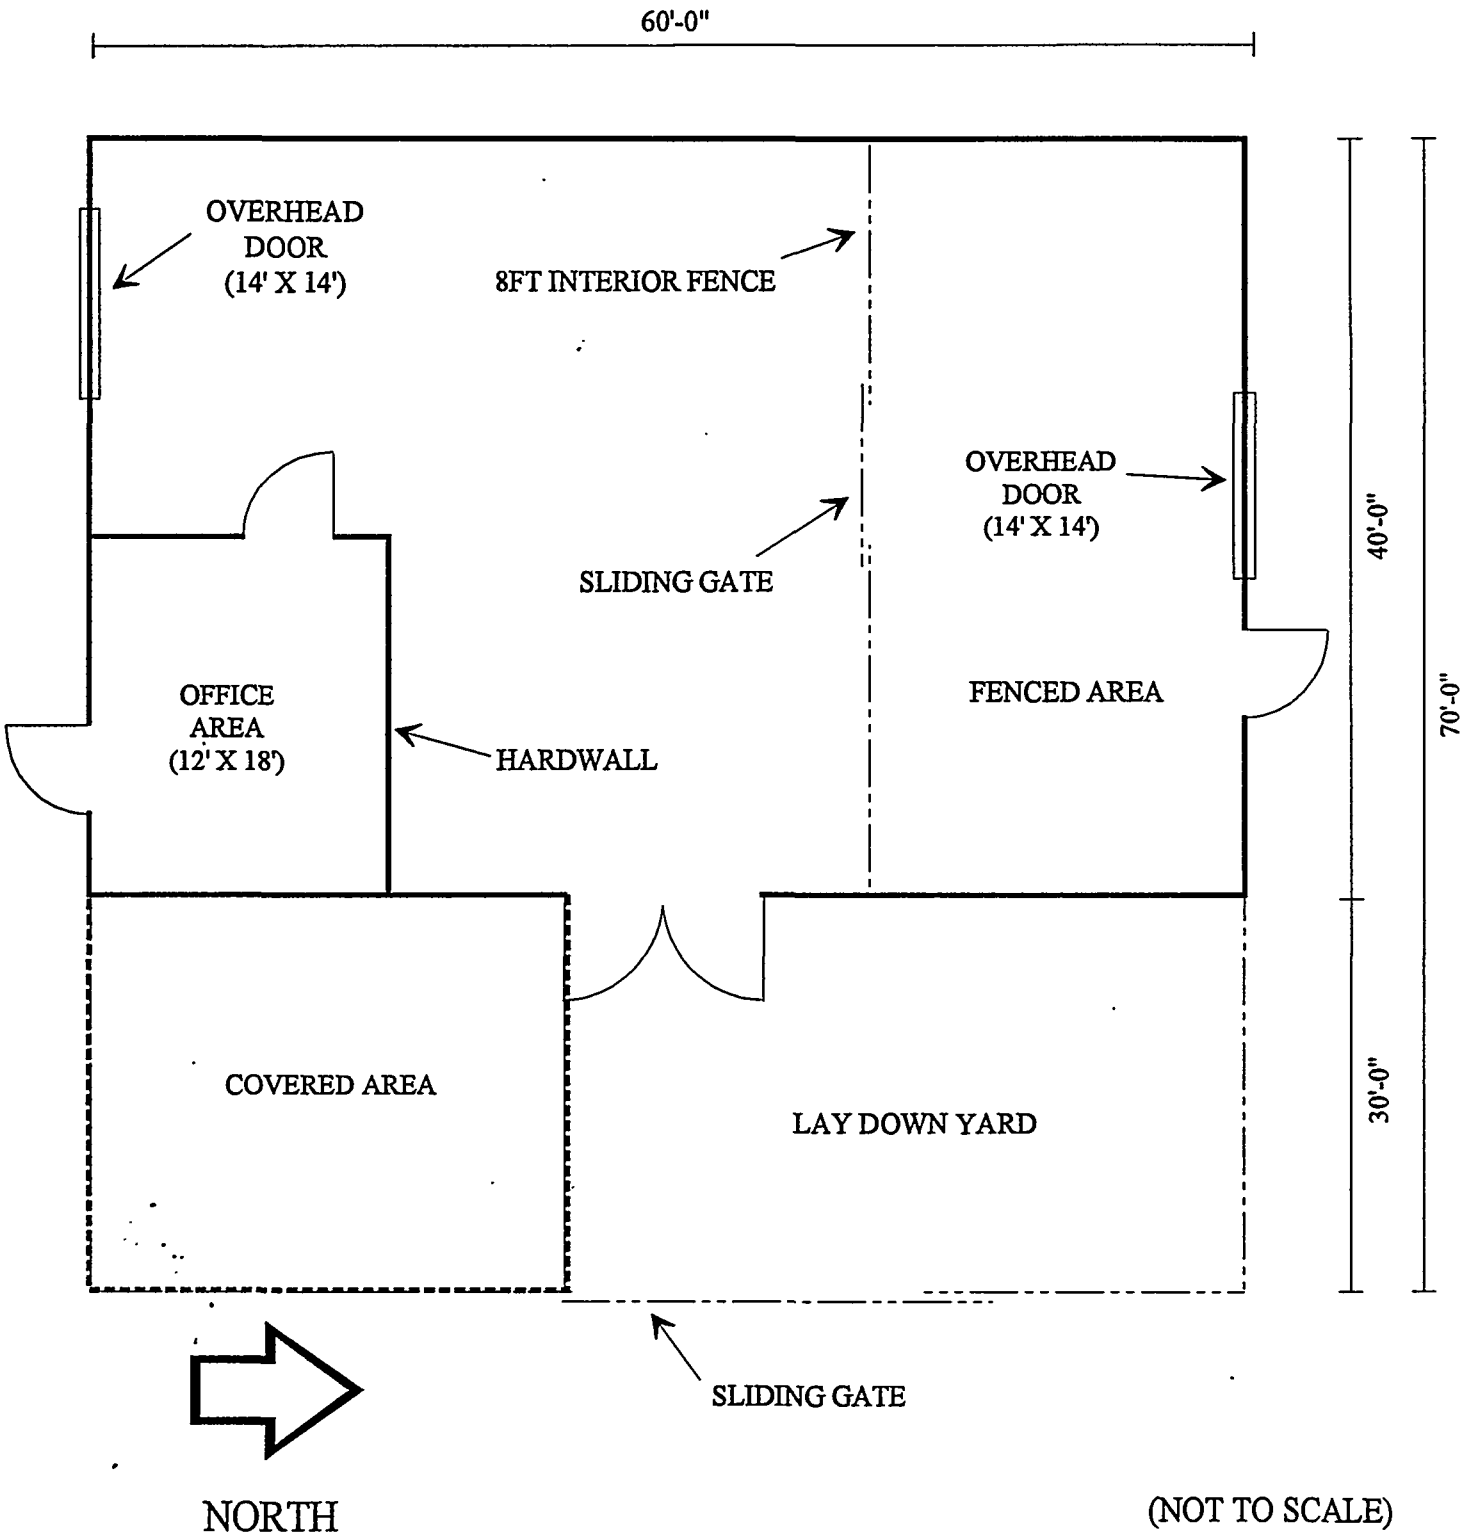 60'-0"
OVERHEAD
DOOR
(14' X 14')
8FT INTERIOR FENCE
OVERHEAD
DOOR
(14' X 14')
40'-0"
SLIDING GATE
OFFICE
AREA
(12' X 18')
FENCED AREA
70'-0"
HARDWALL
COVERED AREA
30'-0"
LAY DOWN YARD
SLIDING GATE
NORTH
(NOT TO SCALE)